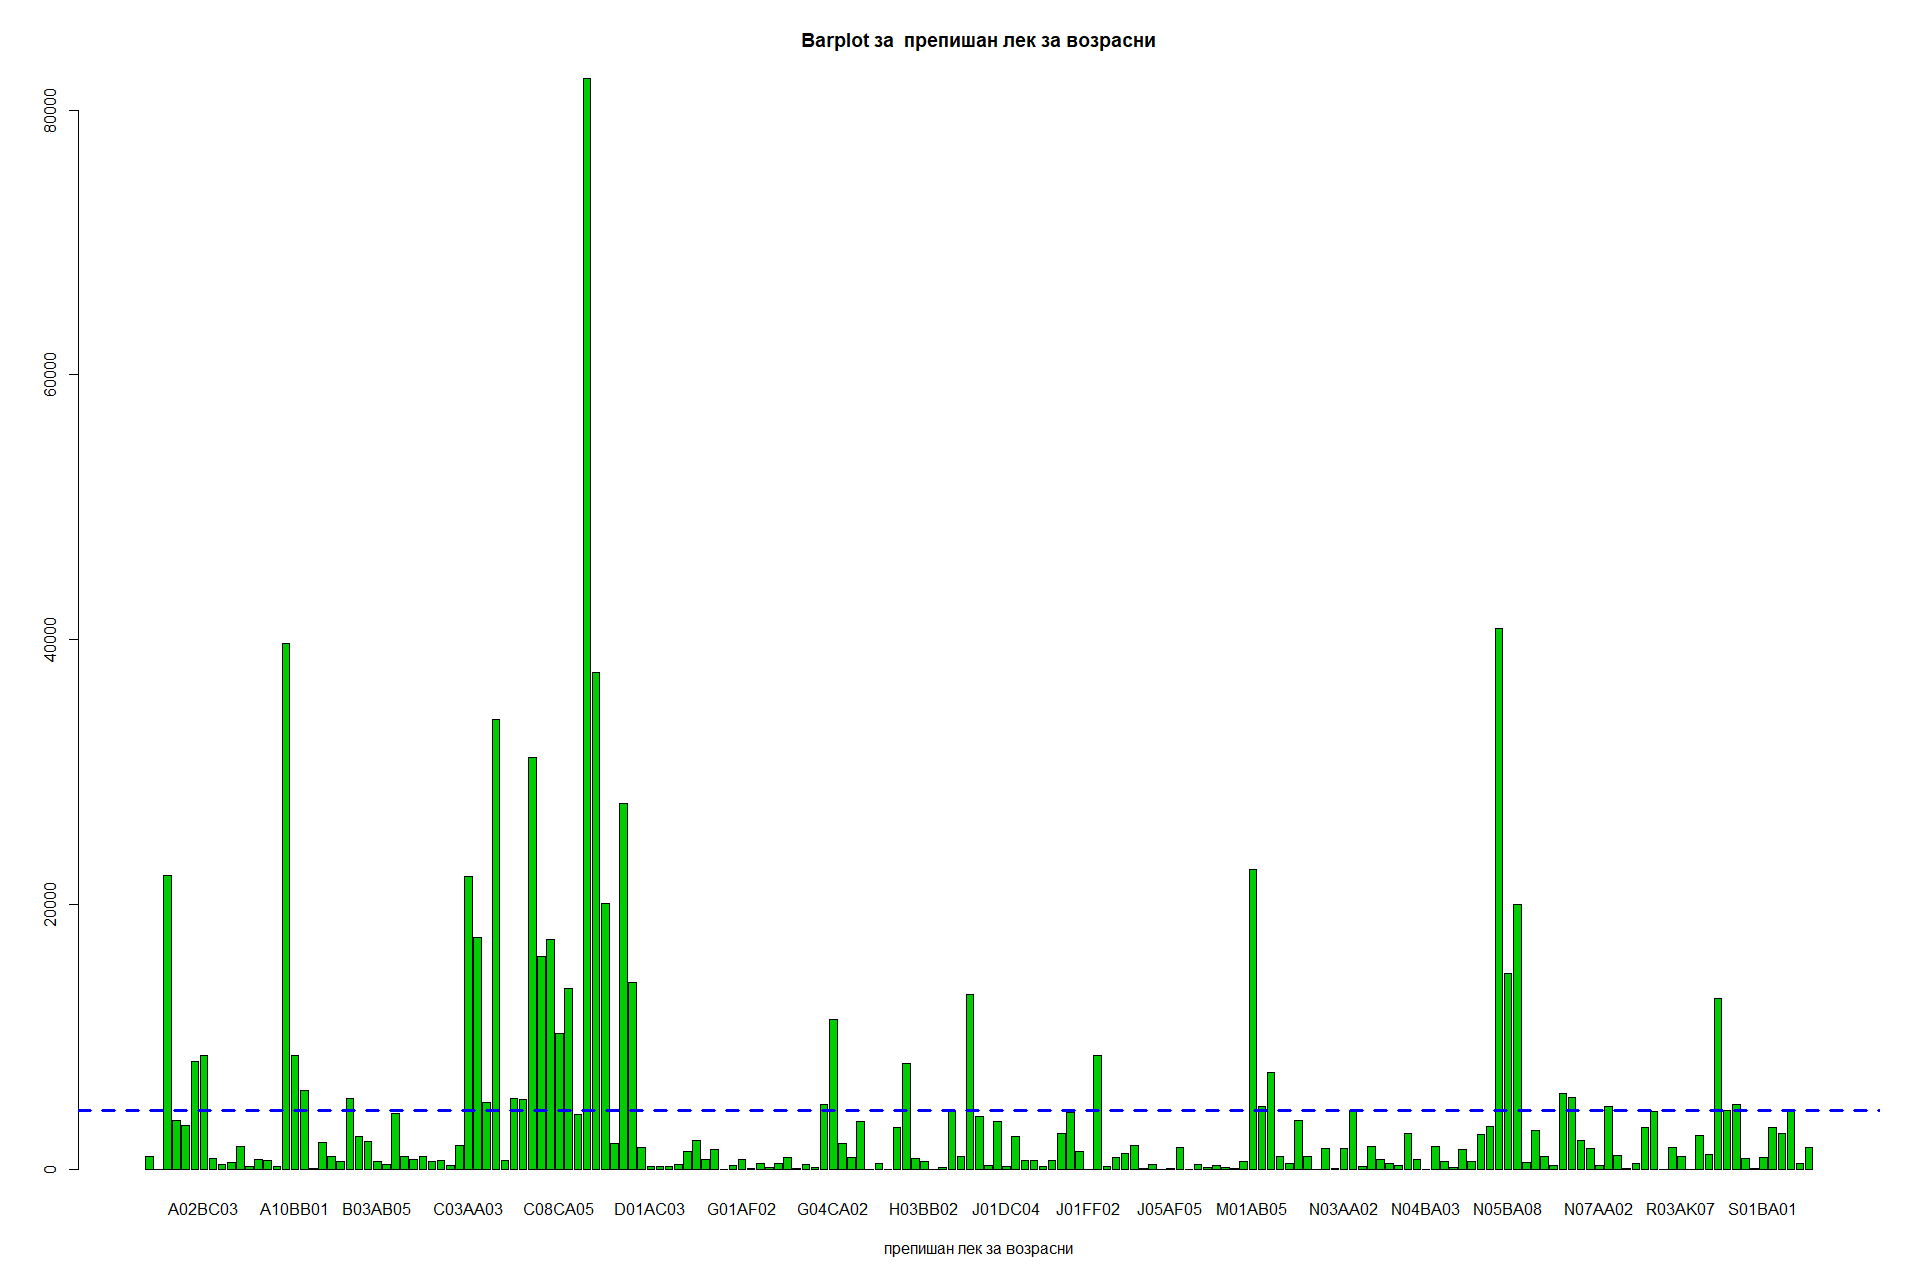 Barplot за  препишан лек за возрасни
80000
60000
40000
20000
0
A02BC03 A10BB01 B03AB05 C03AA03 C08CA05 D01AC03 G01AF02 G04CA02 H03BB02 J01DC04 J01FF02 J05AF05 M01AB05 N03AA02 N04BA03 N05BA08 N07AA02 R03AK07 S01BA01
препишан лек за возрасни